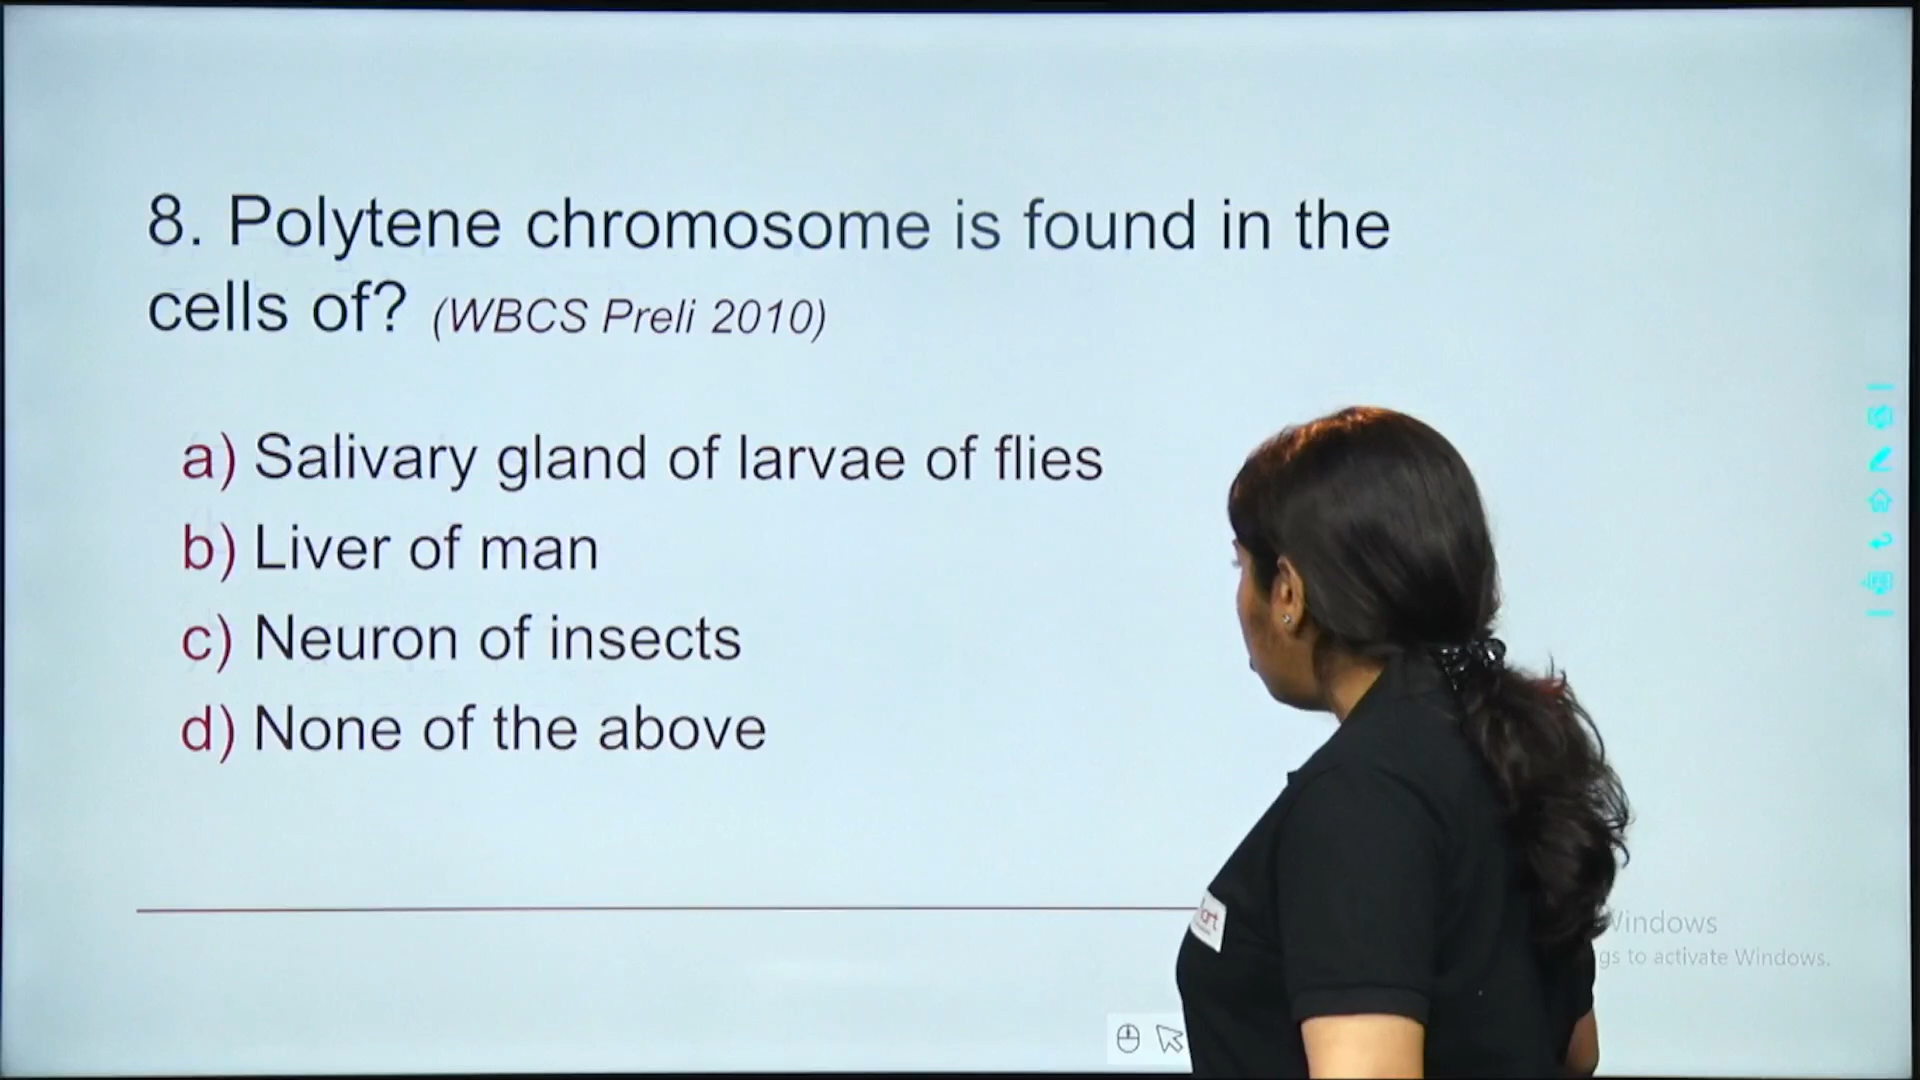 8. Polytene chromosome is found in the
cells of? (WBCS Preli 2010)
a) Salivary gland of larvae of flies
b) Liver of man
c) Neuron of insects
d) None of the above
Windows
to activate Windows.